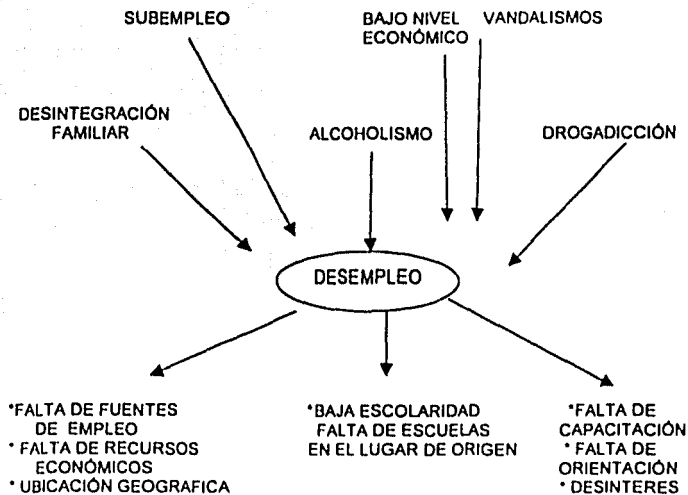 SUBEMPLEO
BAJO NIVEL
ECONÓMICO
VANDALISMOS
DESINTEGRACIÓN
FAMILIAR
ALCOHOLISMO
DROGADICCIÓN
DESEMPLEO
*FALTA DE FUENTES
DE EMPLEO
* FALTA DE RECURSOS
ECONÓMICOS
* UBICACIÓN GEOGRAFICA
*BAJA ESCOLARIDAD
FALTA DE ESCUELAS
EN EL LUGAR DE ORIGEN
*FALTA DE
CAPACITACIÓN
* FALTA DE
ORIENTACIÓN
* DESINTERES